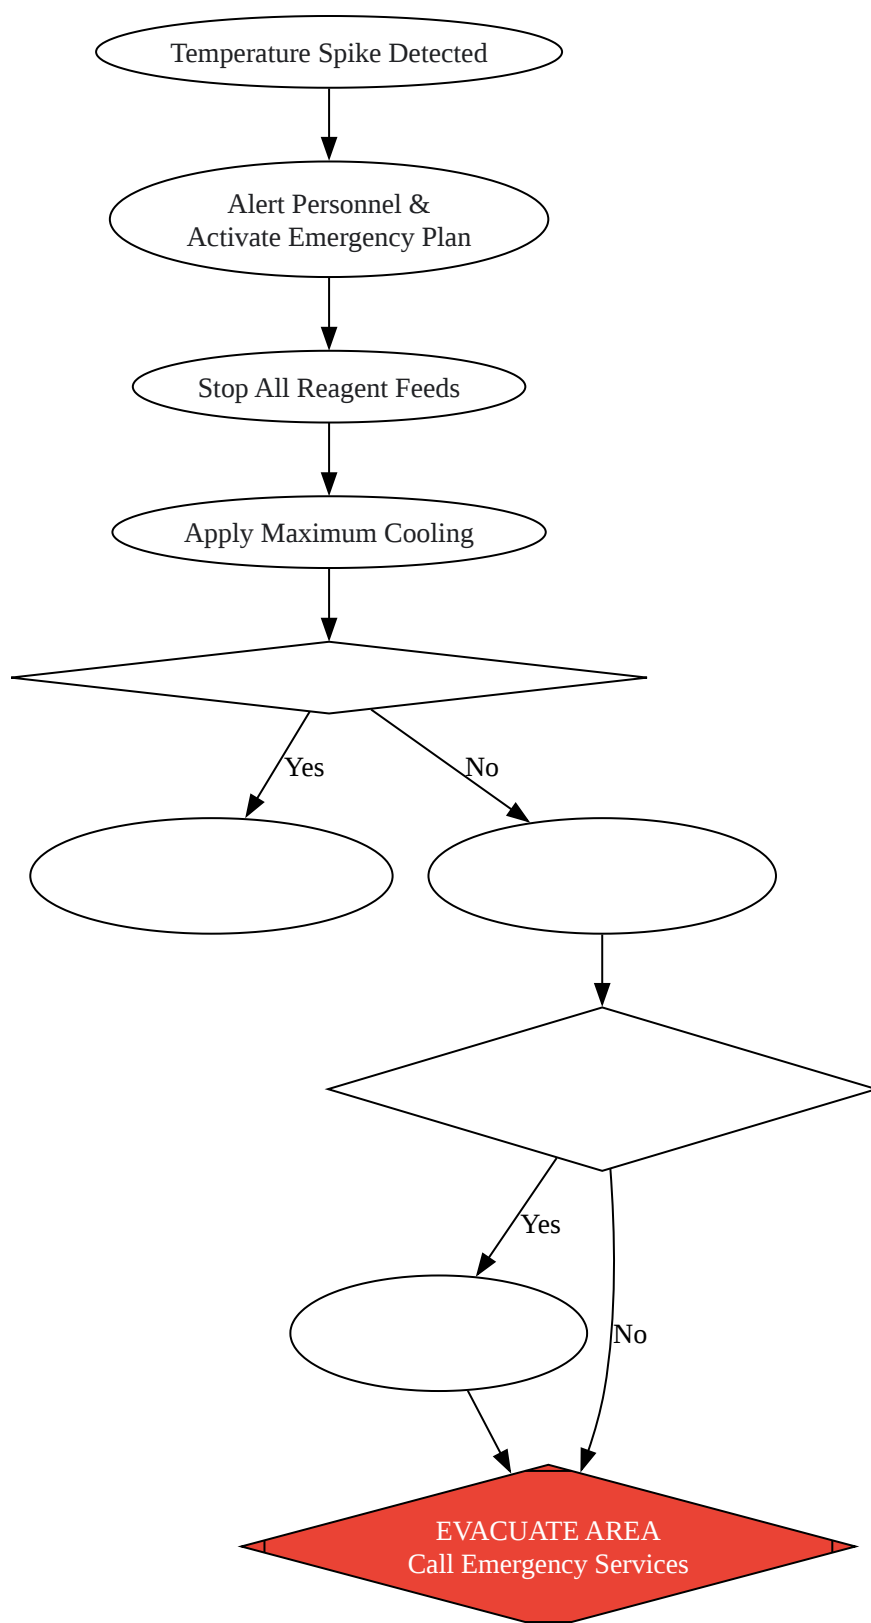 Temperature Spike Detected
Alert Personnel &
Activate Emergency Plan
Stop All Reagent Feeds
Apply Maximum Cooling
Yes
No
Yes
No
EVACUATE AREA
Call Emergency Services